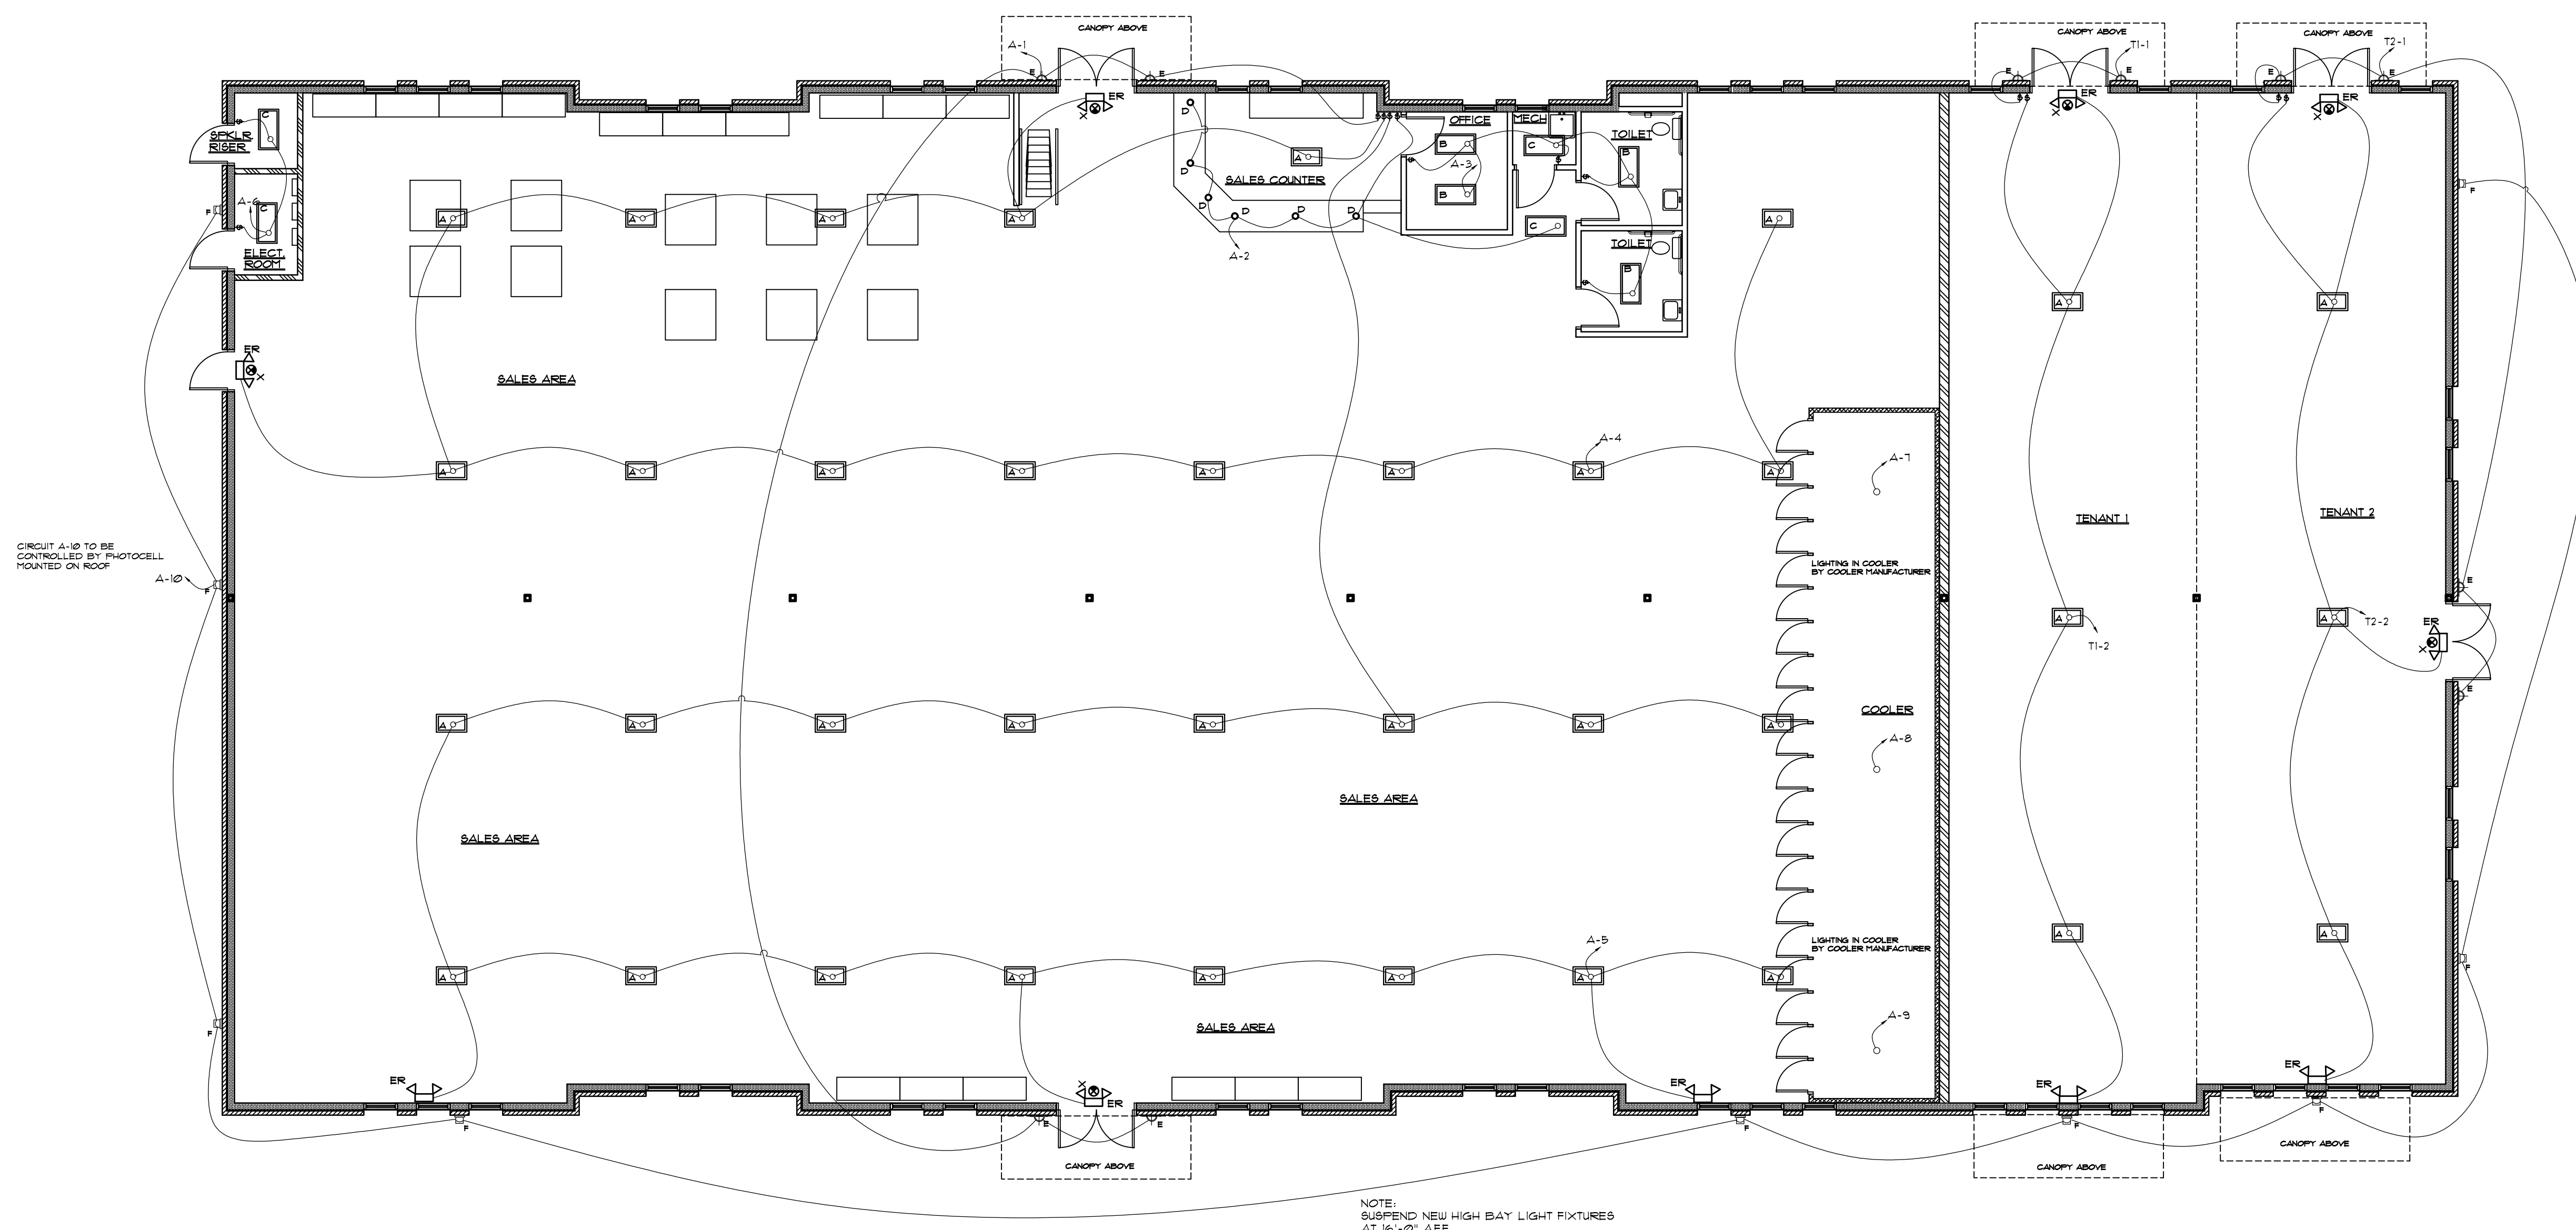 CANOPY ABOVE
CANOPY ABOVE
CANOPY ABOVE
A-1
T1-1
T2-1
E
E
E
E
E
E
ER
X
ER
X
ER
X
$ $
$ $
$$$ $
SPKLR.
RISER
C
$
OFFICE
MECH
TOILET
B
C
$
B
$
A-3
B
$
D
D
D
D
D
D
A
SALES COUNTER
A-2
C
TOILET
B
$
A-6
C
$
ELECT.
ROOM
F
F
A
A
A
A
A
A
A
ER
X
SALES AREA
A
A
A
A
A
A
A
A
A-4
A-7
TENANT 1
TENANT 2
CIRCUIT A-10 TO BE
CONTROLLED BY PHOTOCELL
MOUNTED ON ROOF
A-10
F
LIGHTING IN COOLER
BY COOLER MANUFACTURER
E
A
T1-2
A
T2-2
ER
X
E
A
A
A
A
A
A
A
A
COOLER
A-8
SALES AREA
SALES AREA
A
A
LIGHTING IN COOLER
BY COOLER MANUFACTURER
A-5
F
A
A
A
A
A
A
A
A
A-9
F
SALES AREA
ER
X
ER
ER
ER
ER
F
E
E
F
F
F
CANOPY ABOVE
CANOPY ABOVE
CANOPY ABOVE
NOTE:
SUSPEND NEW HIGH BAY LIGHT FIXTURES
AT 16'-0" AFF